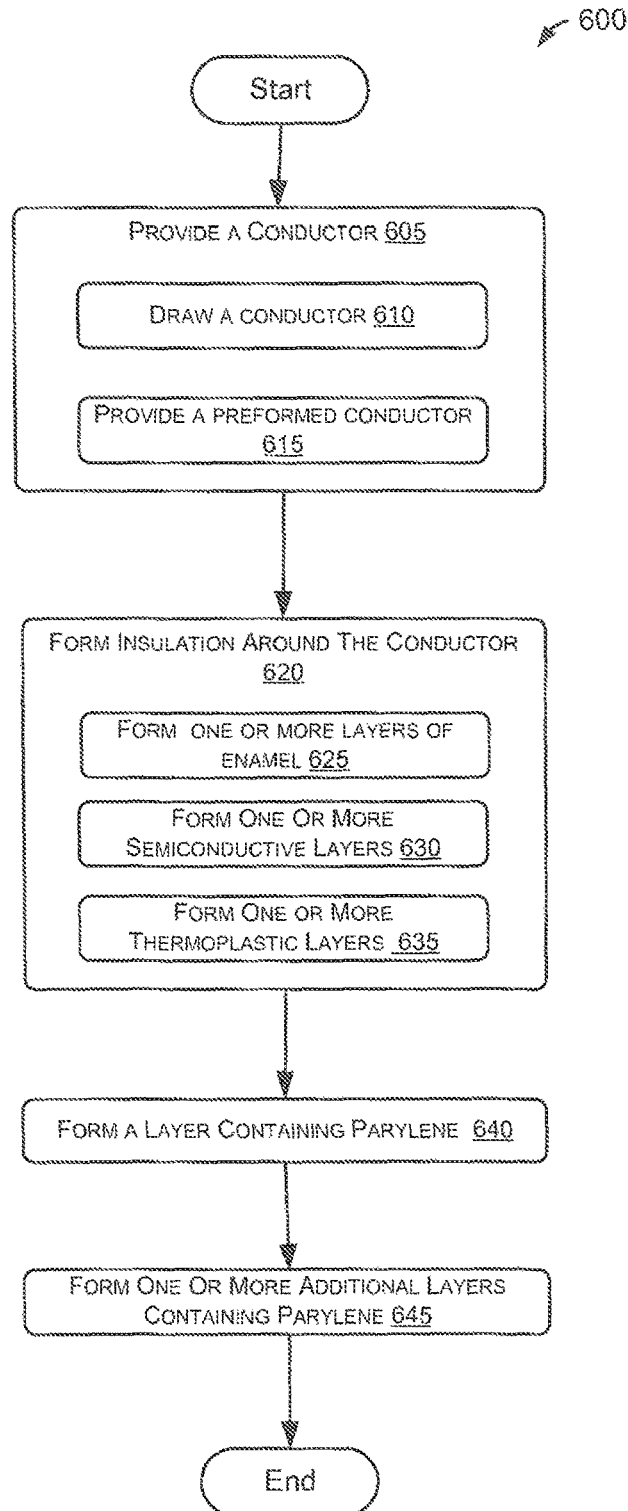 600
Start
PROVIDE A CONDUCTOR 605
DRAW A CONDUCTOR 610
PROVIDE A PREFORMED CONDUCTOR
615
FORM INSULATION AROUND THE CONDUCTOR
620
FORM ONE OR MORE LAYERS OF
ENAMEL 625
FORM ONE OR MORE
SEMICONDUCTIVE LAYERS 630
FORM ONE OR MORE
THERMOPLASTIC LAYERS 635
FORM A LAYER CONTAINING PARYLENE 640
FORM ONE OR MORE ADDITIONAL LAYERS
CONTAINING PARYLENE 645
End